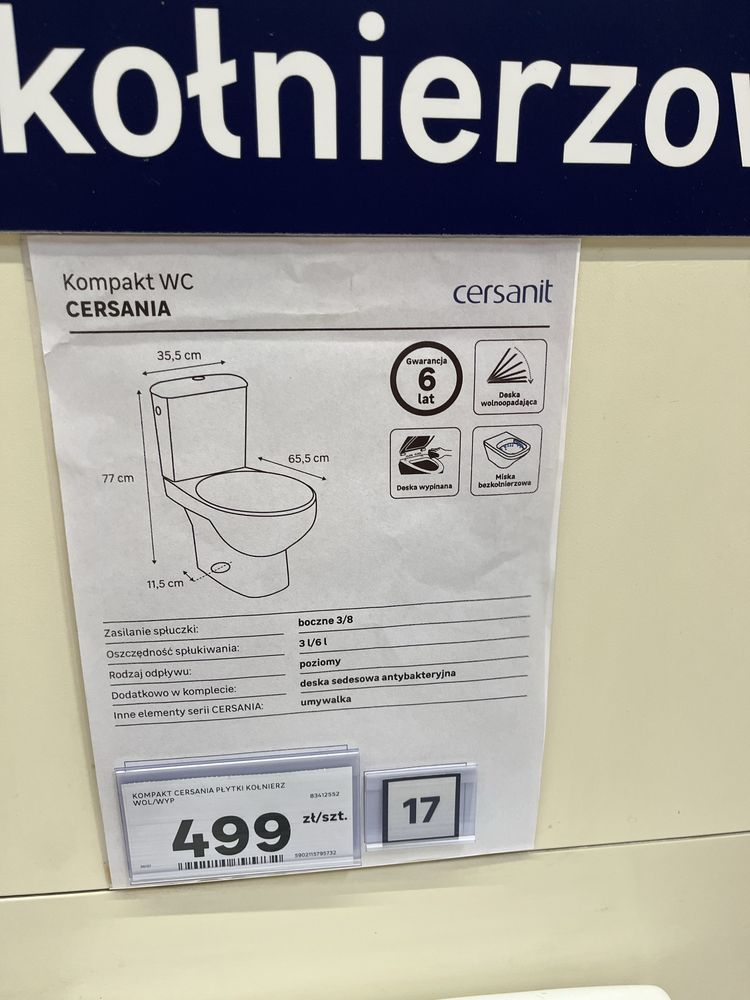 kołnierzow
Kompakt WC
CERSANIA
cersanit
35,5 cm
77 cm
65,5 cm
11,5 cm
Gwarancja
6
lat
Deska
wolnoopadająca
Deska wypinana
Miska
bezkołnierzowa
Zasilanie spłuczki: boczne 3/8
Oszczędność spłukiwania: 3 l/6 l
Rodzaj odpływu: poziomy
Dodatkowo w komplecie: deska sedesowa antybakteryjna
Inne elementy serii CERSANIA: umywalka
KOMPAKT CERSANIA PŁYTKI KOŁNIERZ
WOL/WYP
83412552
499 zł/szt.
5902115795732
17